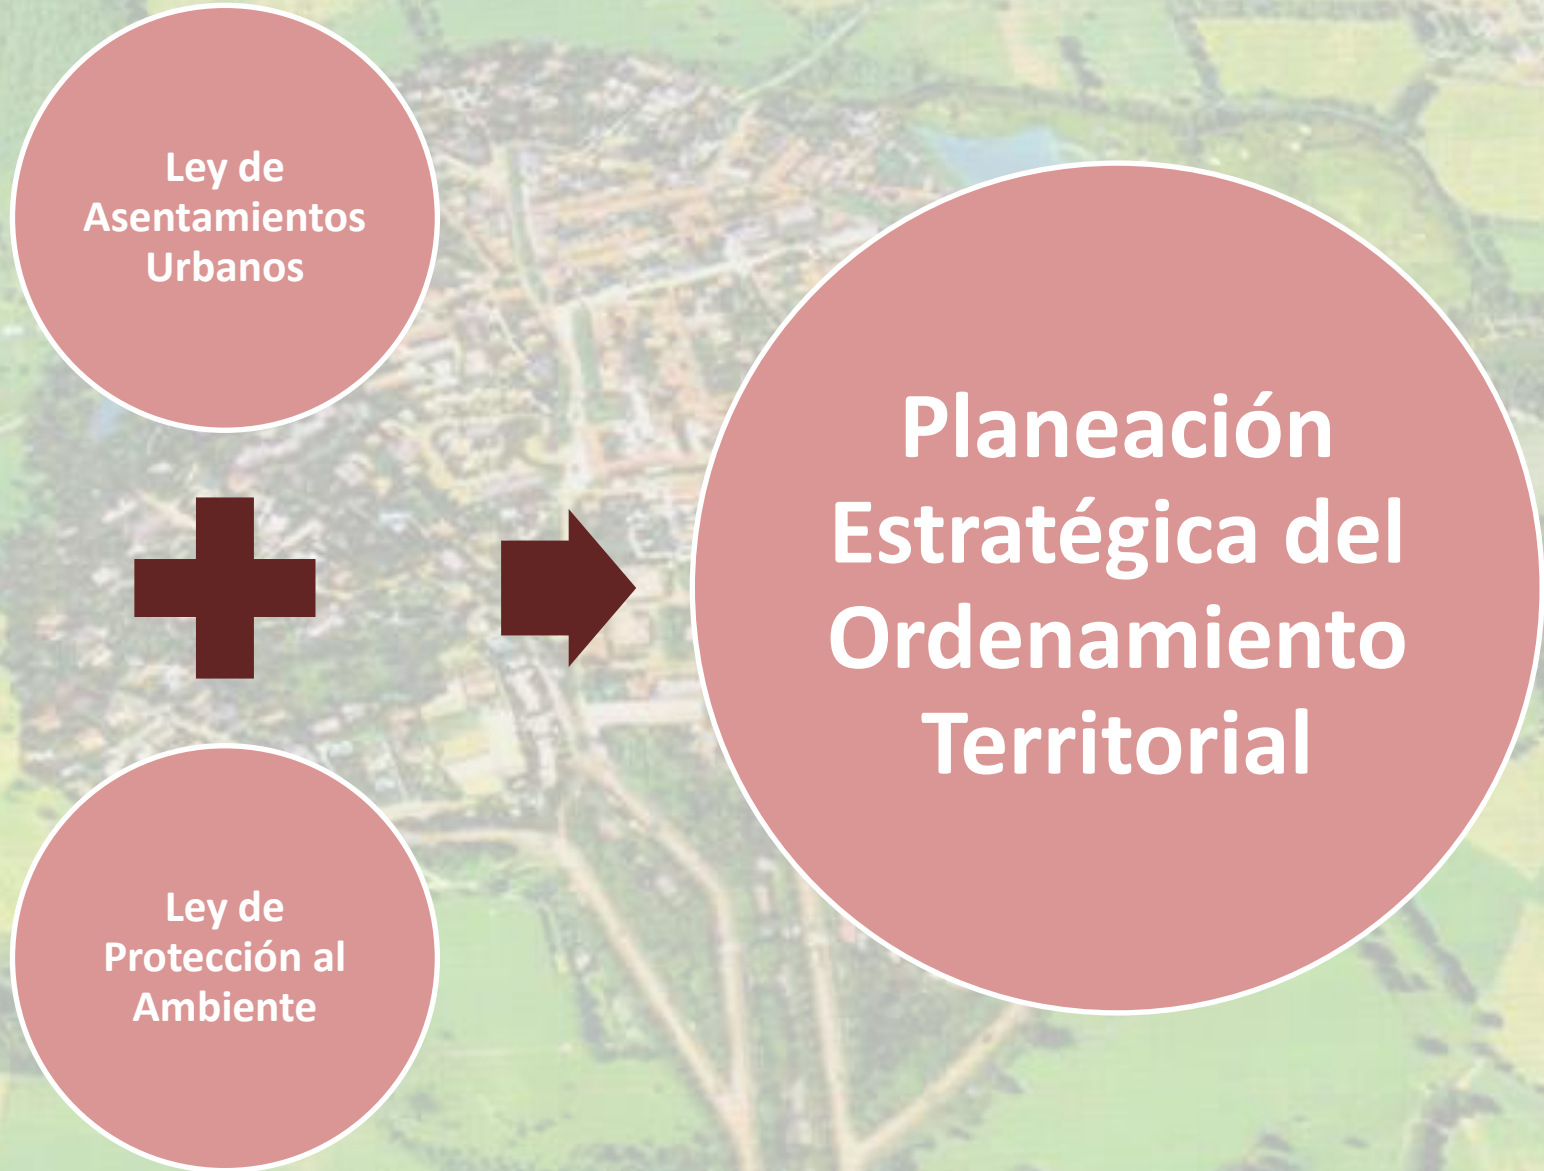 Ley de
Asentamientos
Urbanos
Ley de
Protección al
Ambiente
Planeación
Estratégica del
Ordenamiento
Territorial